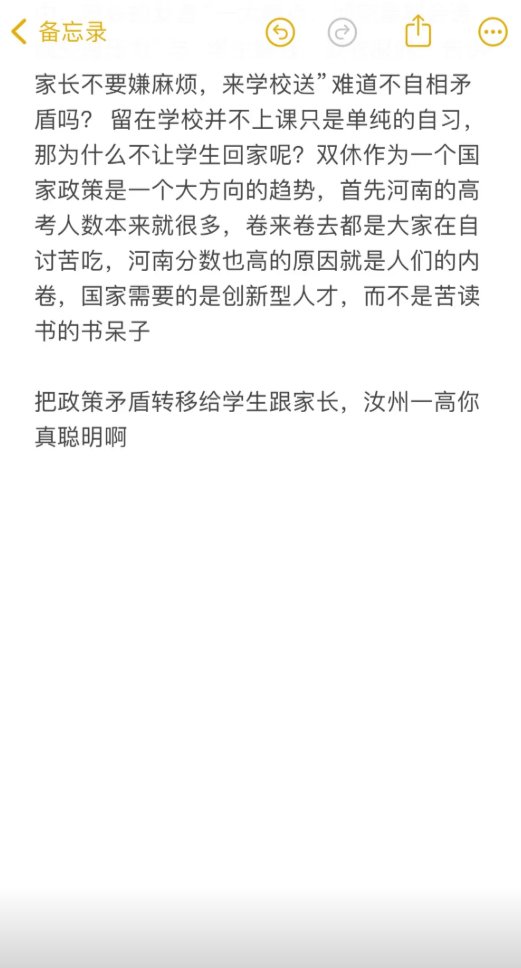 备忘录
家长不要嫌麻烦，来学校送”难道不自相矛
盾吗？ 留在学校并不上课只是单纯的自习，
那为什么不让学生回家呢？双休作为一个国
家政策是一个大方向的趋势，首先河南的高
考人数本来就很多，卷来卷去都是大家在自
讨苦吃，河南分数也高的原因就是人们的内
卷，国家需要的是创新型人才，而不是苦读
书的书呆子
把政策矛盾转移给学生跟家长，汝州一高你
真聪明啊